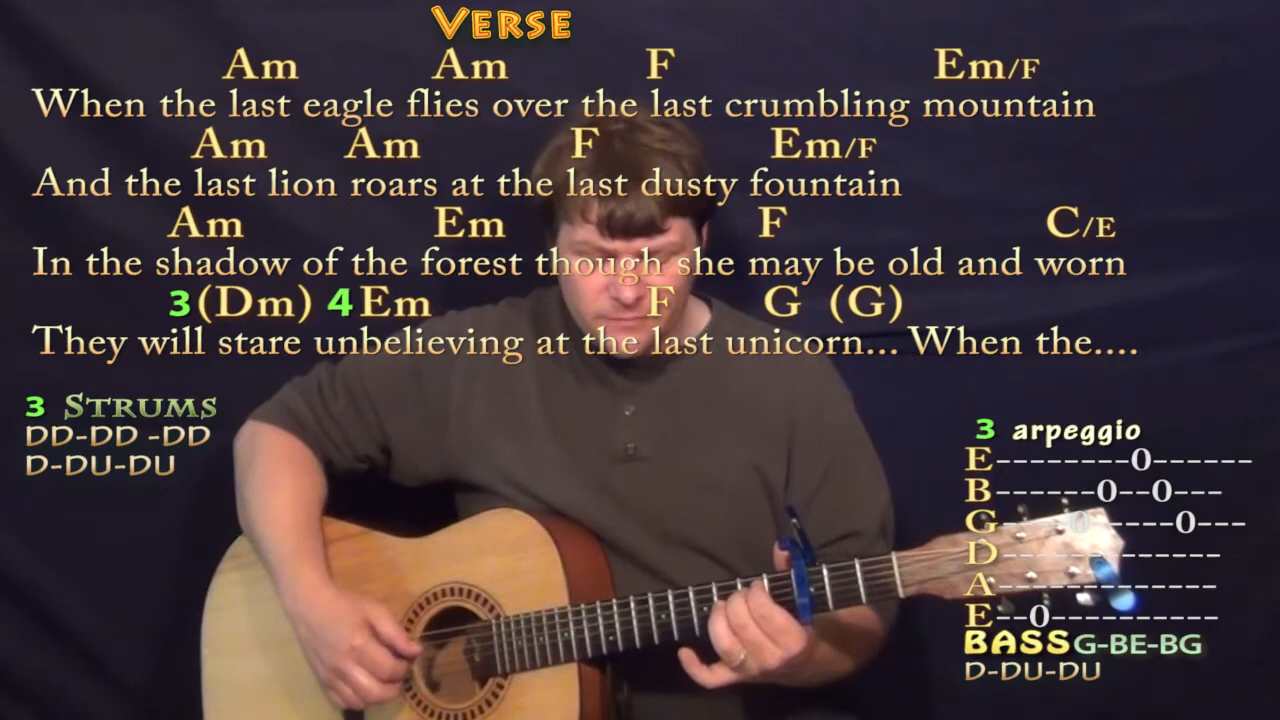 VERSE
Am Am F Em/F
When the last eagle flies over the last crumbling mountain
Am Am F Em/F
And the last lion roars at the last dusty fountain
Am Em F C/E
In the shadow of the forest though she may be old and worn
3 (Dm) 4 Em F G (G)
They will stare unbelieving at the last unicorn... When the....
3 STRUMS
DD-DD -DD
D-DU-DU
3 arpeggio
E--------0------
B------0--0---
G----0-----0---
D--------------
A--------------
E--0----------
BASS G-BE-BG
D-DU-DU